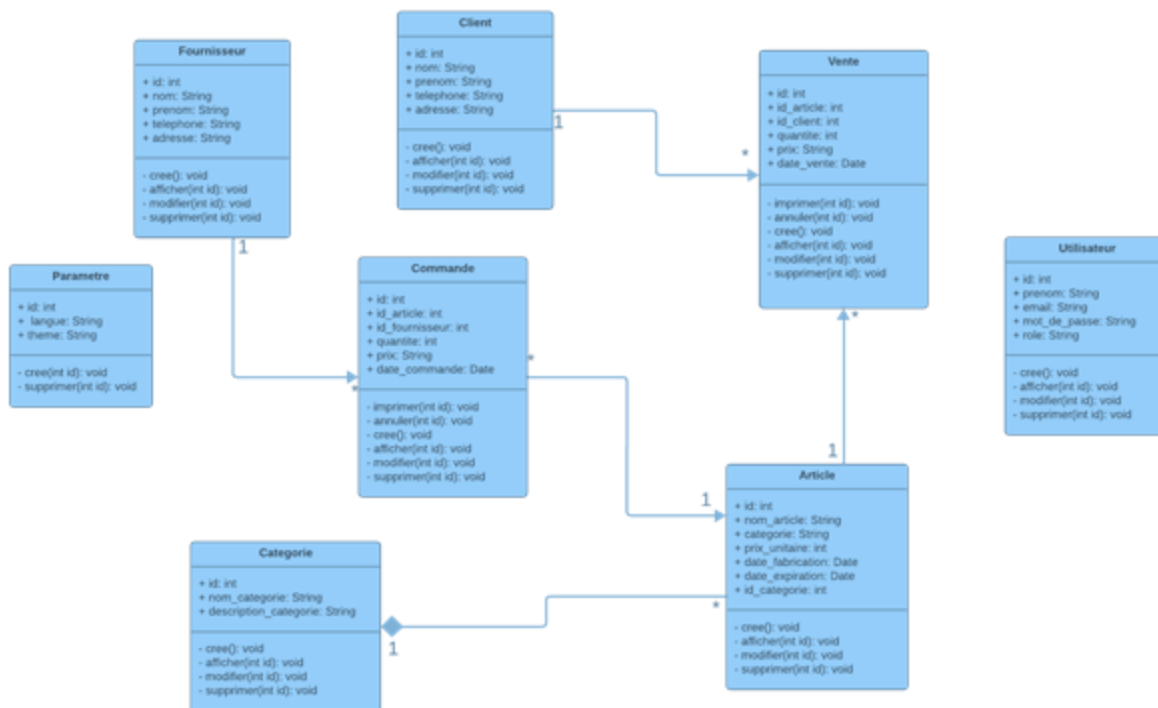 Fournisseur
+ id: int
+ nom: String
+ prenom: String
+ telephone: String
+ adresse: String
- cree(): void
- afficher(int id): void
- modifier(int id): void
- supprimer(int id): void
1
Client
+ id: int
+ nom: String
+ prenom: String
+ telephone: String
+ adresse: String
- cree(): void
- afficher(int id): void
- modifier(int id): void
- supprimer(int id): void
1
*
Vente
+ id: int
+ id_article: int
+ id_client: int
+ quantite: int
+ prix: String
+ date_vente: Date
- imprimer(int id): void
- annuler(int id): void
- cree(): void
- afficher(int id): void
- modifier(int id): void
- supprimer(int id): void
*
Utilisateur
+ id: int
+ prenom: String
+ email: String
+ mot_de_passe: String
+ role: String
- cree(): void
- afficher(int id): void
- modifier(int id): void
- supprimer(int id): void
Parametre
+ id: int
+ langue: String
+ theme: String
- cree(int id): void
- supprimer(int id): void
*
Commande
+ id: int
+ id_article: int
+ id_fournisseur: int
+ quantite: int
+ prix: String
+ date_commande: Date
- imprimer(int id): void
- annuler(int id): void
- cree(): void
- afficher(int id): void
- modifier(int id): void
- supprimer(int id): void
*
1
1
Article
+ id: int
+ nom_article: String
+ categorie: String
+ prix_unitaire: int
+ date_fabrication: Date
+ date_expiration: Date
+ id_categorie: int
- cree(): void
- afficher(int id): void
- modifier(int id): void
- supprimer(int id): void
*
Categorie
+ id: int
+ nom_categorie: String
+ description_categorie: String
- cree(): void
- afficher(int id): void
- modifier(int id): void
- supprimer(int id): void
1